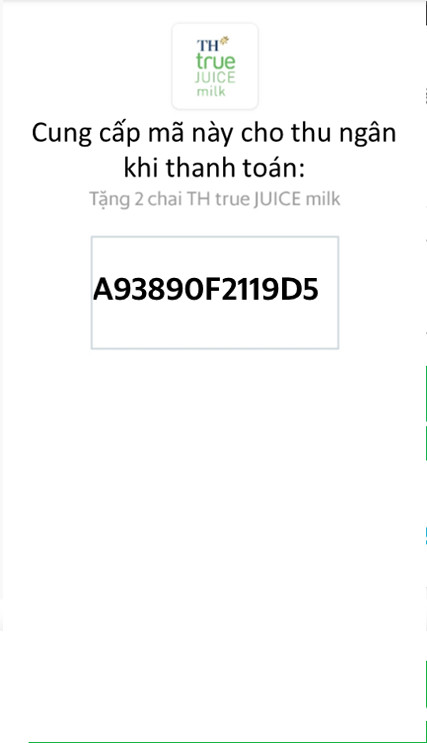 TH
true
JUICE
milk
Cung cấp mã này cho thu ngân
khi thanh toán:
Tặng 2 chai TH true JUICE milk
A93890F2119D5